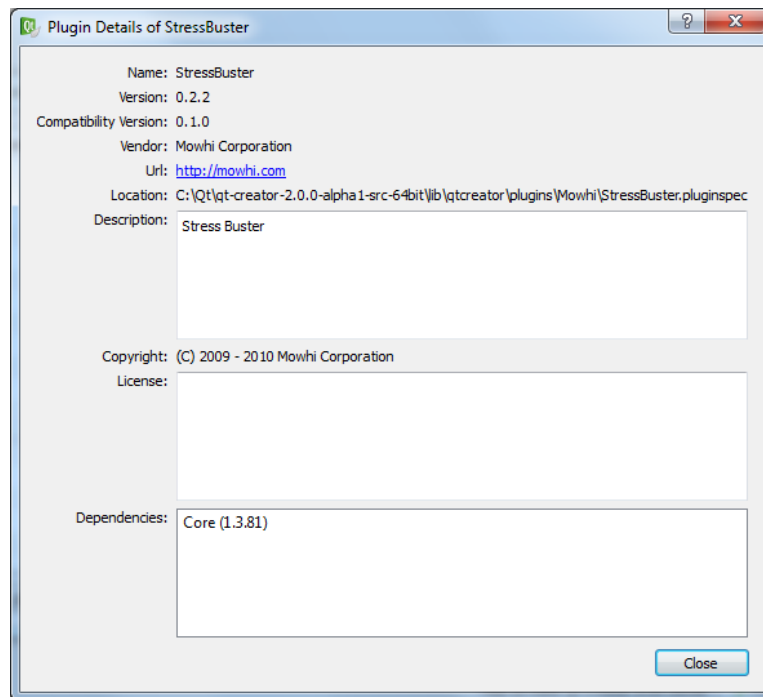 Plugin Details of StressBuster
Name: StressBuster
Version: 0.2.2
Compatibility Version: 0.1.0
Vendor: Mowhi Corporation
Url: http://mowhi.com
Location: C:\Qt\qt-creator-2.0.0-alpha1-src-64bit\lib\qtcreator\plugins\Mowhi\StressBuster.pluginspec
Description: Stress Buster
Copyright: (C) 2009 - 2010 Mowhi Corporation
License:
Dependencies: Core (1.3.81)
Close